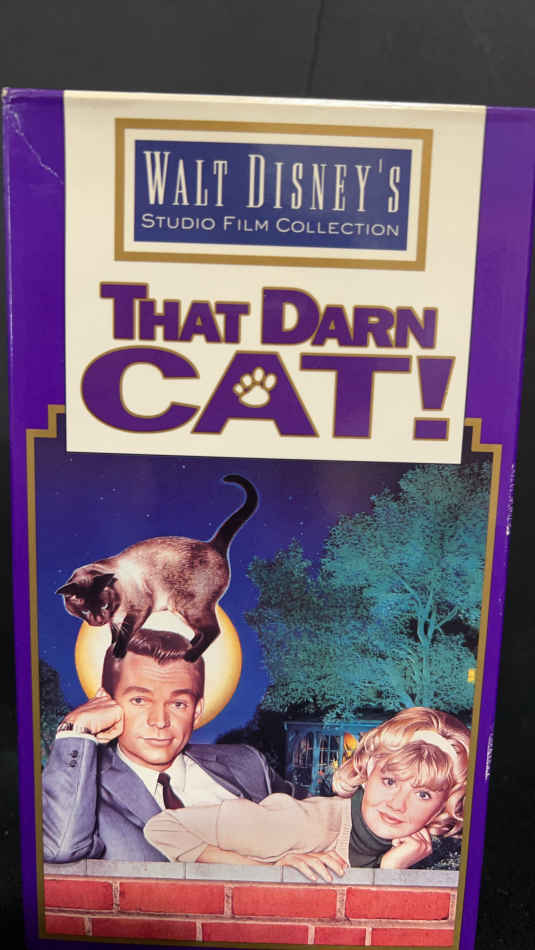 WALT DISNEY'S
STUDIO FILM COLLECTION
THAT DARN
CAT!